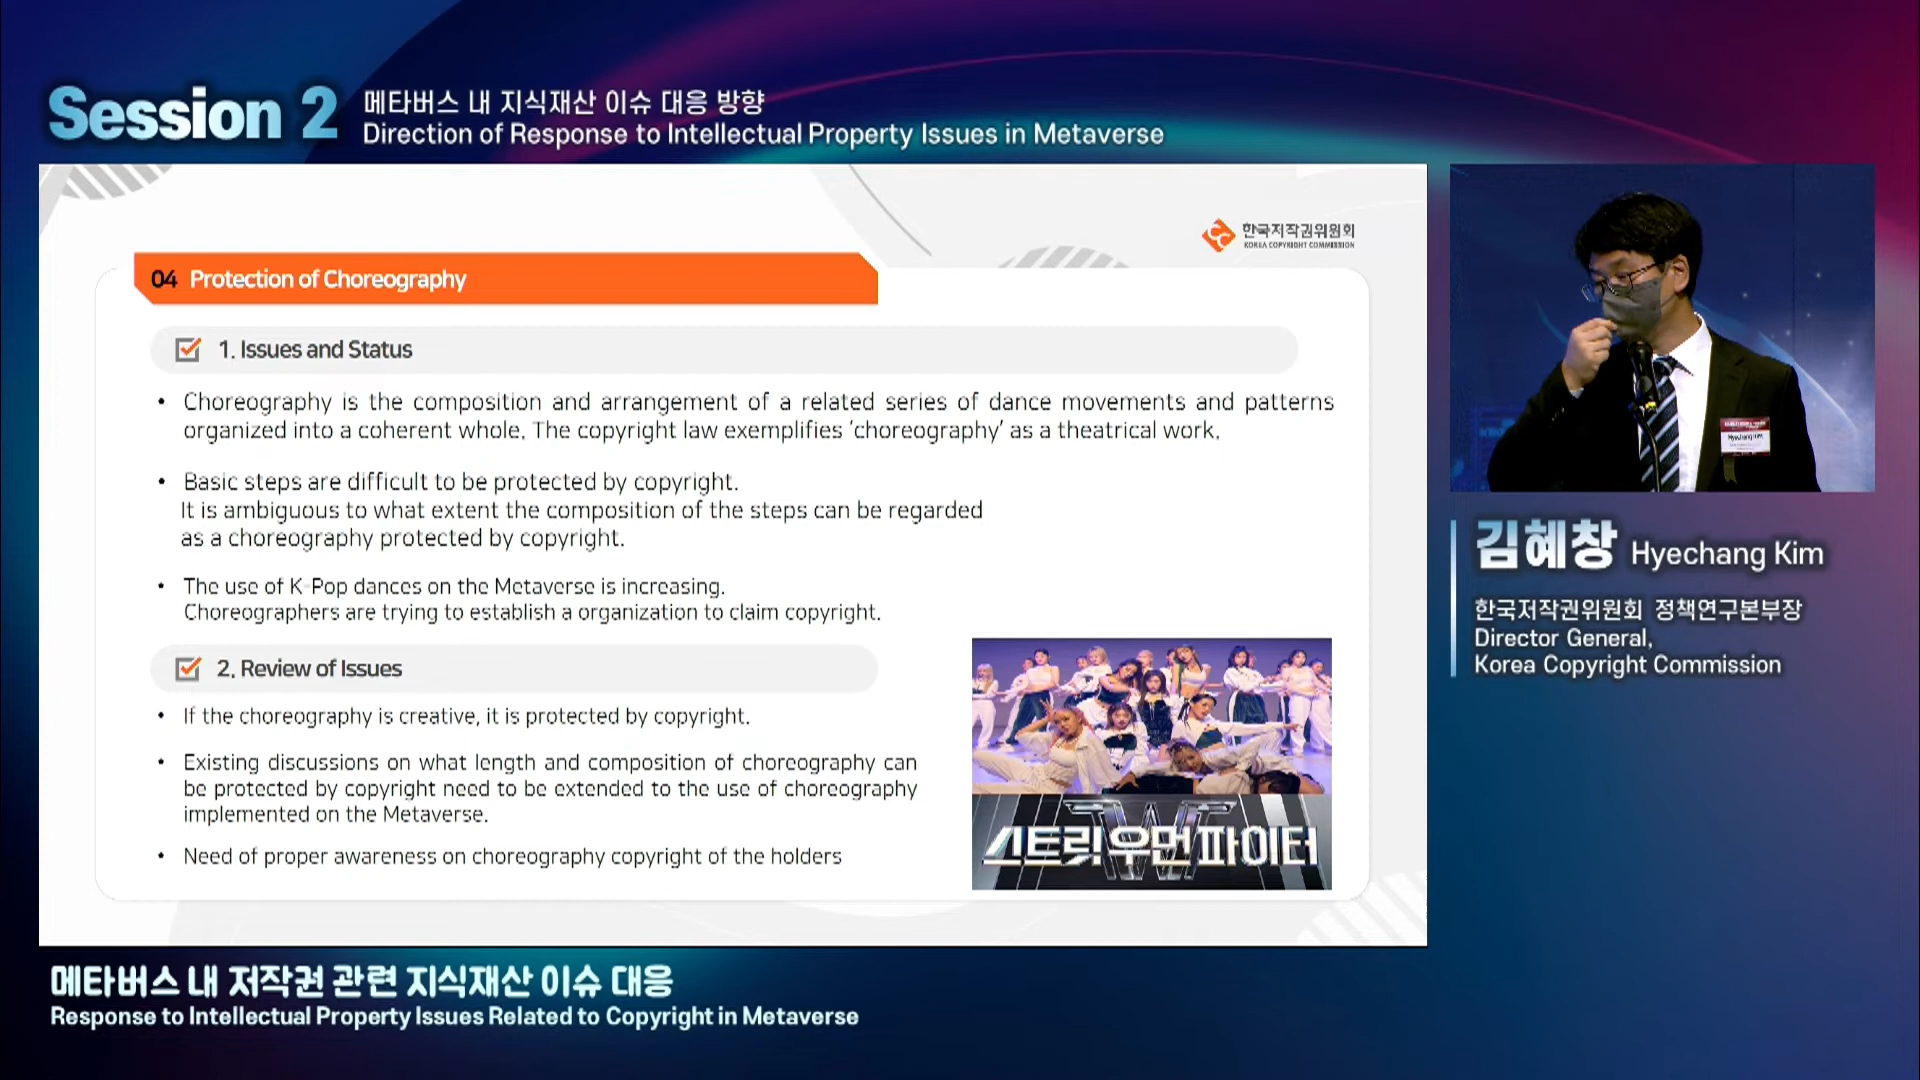 Session 2
메타버스 내 지식재산 이슈 대응 방향
Direction of Response to Intellectual Property Issues in Metaverse
한국저작권위원회
KOREA COPYRIGHT COMMISSION
04 Protection of Choreography
1. Issues and Status
• Choreography is the composition and arrangement of a related series of dance movements and patterns
organized into a coherent whole. The copyright law exemplifies 'choreography' as a theatrical work.
• Basic steps are difficult to be protected by copyright.
It is ambiguous to what extent the composition of the steps can be regarded
as a choreography protected by copyright.
• The use of K-Pop dances on the Metaverse is increasing.
Choreographers are trying to establish a organization to claim copyright.
2. Review of Issues
• If the choreography is creative, it is protected by copyright.
• Existing discussions on what length and composition of choreography can
be protected by copyright need to be extended to the use of choreography
implemented on the Metaverse.
• Need of proper awareness on choreography copyright of the holders
스트릿 우먼 파이터
Hyechang Kim
김혜창 Hyechang Kim
한국저작권위원회 정책연구본부장
Director General,
Korea Copyright Commission
메타버스 내 저작권 관련 지식재산 이슈 대응
Response to Intellectual Property Issues Related to Copyright in Metaverse